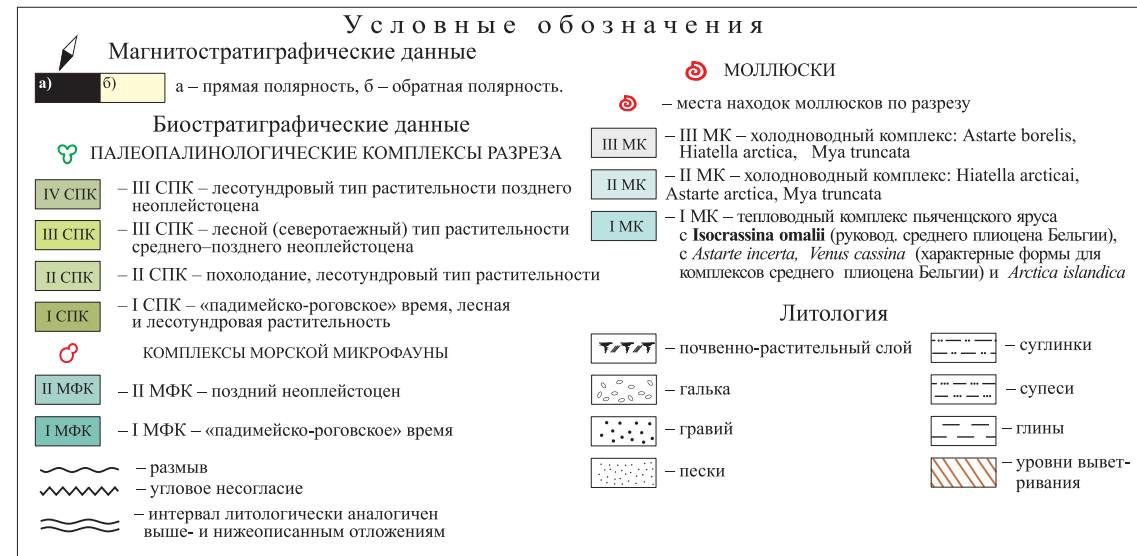 Условные обозначения
Магнитостратиграфические данные
а) б) а – прямая полярность, б – обратная полярность.
Биостратиграфические данные
ПАЛЕОПАЛИНОЛОГИЧЕСКИЕ КОМПЛЕКСЫ РАЗРЕЗА
IV СПК – III СПК – лесотундровый тип растительности позднего
неоплейстоцена
III СПК – III СПК – лесной (северотаежный) тип растительности
среднего–позднего неоплейстоцена
II СПК – II СПК – похолодание, лесотундровый тип растительности
I СПК – I СПК – «падимейско-роговское» время, лесная
и лесотундровая растительность
КОМПЛЕКСЫ МОРСКОЙ МИКРОФАУНЫ
II МФК – II МФК – поздний неоплейстоцен
I МФК – I МФК – «падимейско-роговское» время
– размыв
– угловое несогласие
– интервал литологически аналогичен
выше- и нижеописанным отложениям
МОЛЛЮСКИ
– места находок моллюсков по разрезу
III МК – III МК – холодноводный комплекс: Astarte borelis,
Hiatella arctica, Mya truncata
II МК – II МК – холодноводный комплекс: Hiatella arcticai,
Astarte arctica, Mya truncata
I МК – I МК – тепловодный комплекс пьяченцского яруса
с Isocrassina omalii (руковод. среднего плиоцена Бельгии),
с Astarte incerta, Venus cassina (характерные формы для
комплексов среднего плиоцена Бельгии) и Arctica islandica
Литология
– почвенно-растительный слой
– галька
– гравий
– пески
– суглинки
– супеси
– глины
– уровни вывет-
ривания